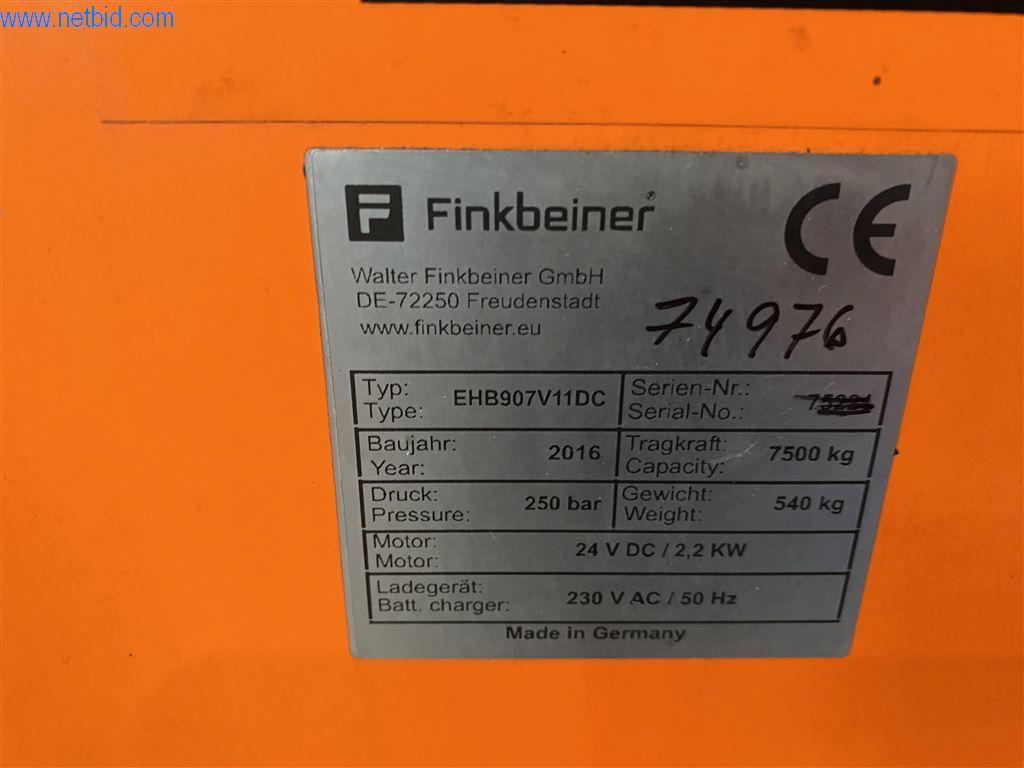 www.netbid.com
F Finkbeiner® CE
Walter Finkbeiner GmbH
DE-72250 Freudenstadt
www.finkbeiner.eu
74976
Typ: Type: EHB907V11DC
Serien-Nr.: Serial-No.:
Baujahr: Year: 2016
Tragkraft: Capacity: 7500 kg
Druck: Pressure: 250 bar
Gewicht: Weight: 540 kg
Motor: Motor: 24 V DC / 2,2 KW
Ladegerät: Batt. charger: 230 V AC / 50 Hz
Made in Germany